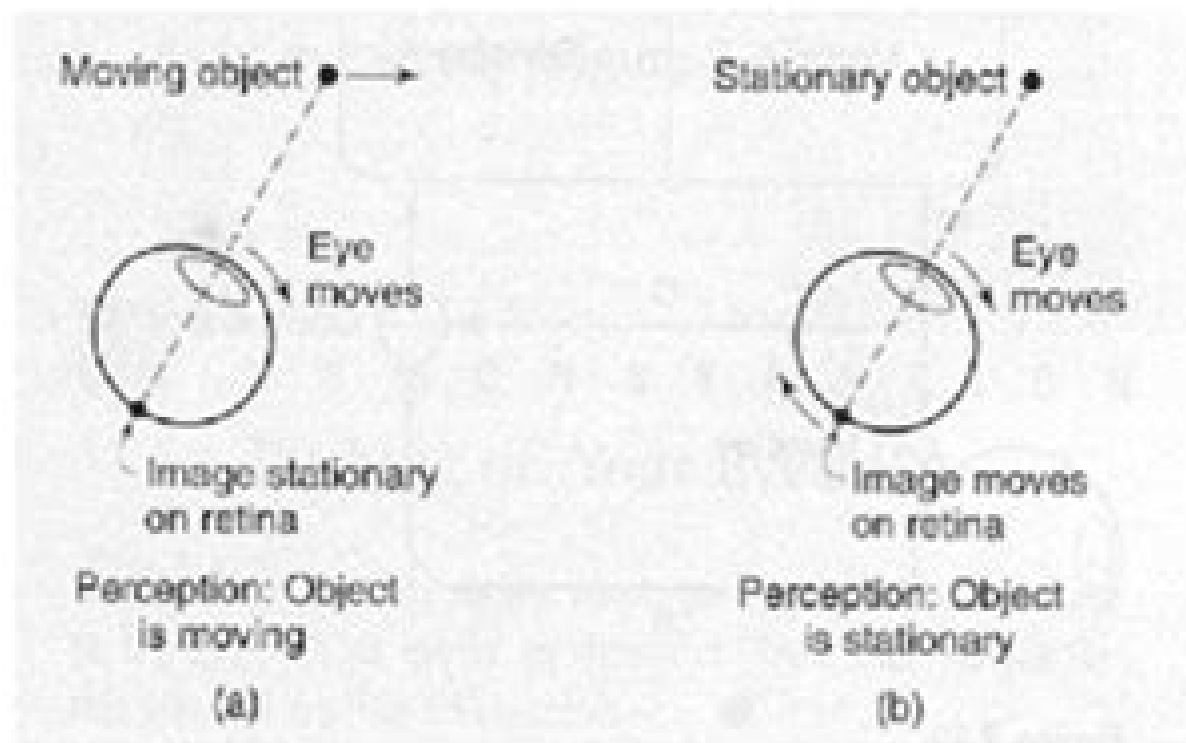 Moving object
Eye
moves
Image stationary
on retina
Perception: Object
is moving
(a)
Stationary object
Eye
moves
Image moves
on retina
Perception: Object
is stationary
(b)